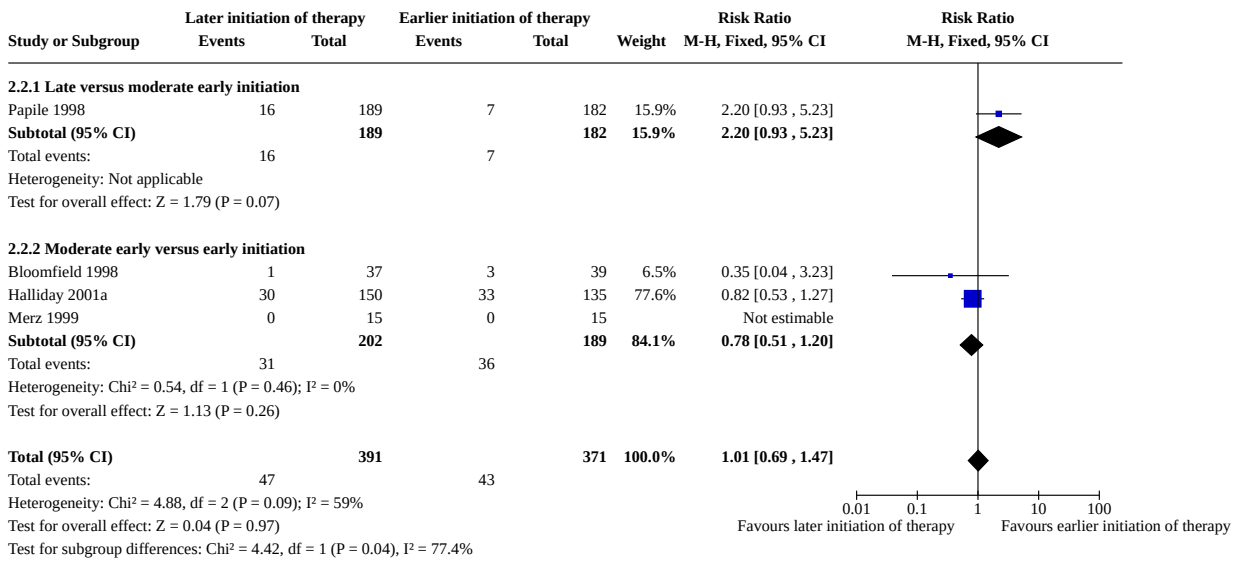 Later initiation of therapy Earlier initiation of therapy Risk Ratio Risk Ratio
Study or Subgroup Events Total Events Total Weight M-H, Fixed, 95% CI M-H, Fixed, 95% CI
2.2.1 Late versus moderate early initiation
Papile 1998 16 189 7 182 15.9% 2.20 [0.93 , 5.23]
Subtotal (95% CI) 189 182 15.9% 2.20 [0.93 , 5.23]
Total events: 16 7
Heterogeneity: Not applicable
Test for overall effect: Z = 1.79 (P = 0.07)
2.2.2 Moderate early versus early initiation
Bloomfield 1998 1 37 3 39 6.5% 0.35 [0.04 , 3.23]
Halliday 2001a 30 150 33 135 77.6% 0.82 [0.53 , 1.27]
Merz 1999 0 15 0 15 Not estimable
Subtotal (95% CI) 202 189 84.1% 0.78 [0.51 , 1.20]
Total events: 31 36
Heterogeneity: Chi² = 0.54, df = 1 (P = 0.46); I² = 0%
Test for overall effect: Z = 1.13 (P = 0.26)
Total (95% CI) 391 371 100.0% 1.01 [0.69 , 1.47]
Total events: 47 43
Heterogeneity: Chi² = 4.88, df = 2 (P = 0.09); I² = 59%
0.01 0.1 1 10 100
Test for overall effect: Z = 0.04 (P = 0.97) Favours later initiation of therapy Favours earlier initiation of therapy
Test for subgroup differences: Chi² = 4.42, df = 1 (P = 0.04), I² = 77.4%